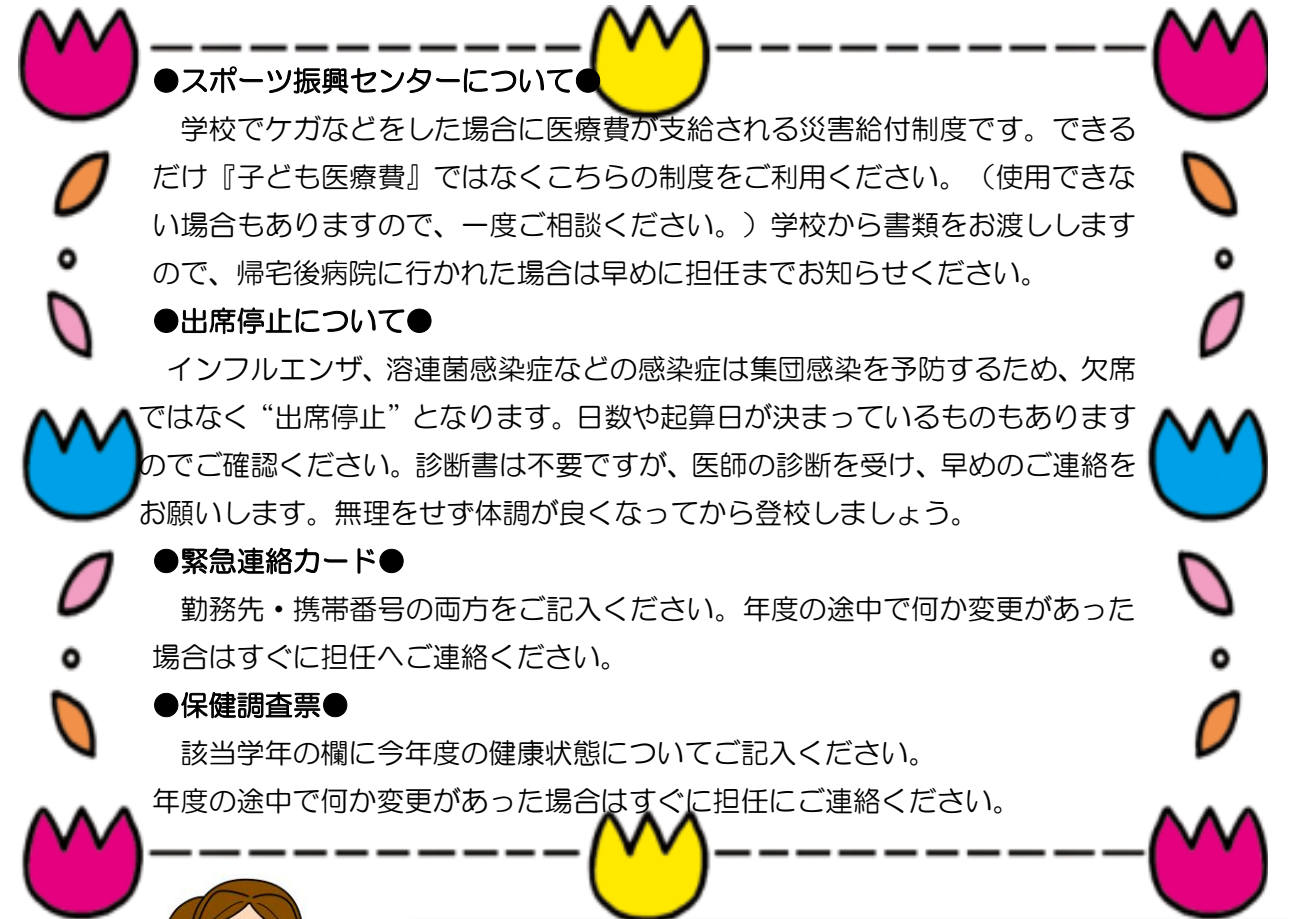 ●スポーツ振興センターについて●
学校でケガなどをした場合に医療費が支給される災害給付制度です。できる
だけ『子ども医療費』ではなくこちらの制度をご利用ください。（使用できな
い場合もありますので、一度ご相談ください。）学校から書類をお渡しします
ので、帰宅後病院に行かれた場合は早めに担任までお知らせください。
●出席停止について●
インフルエンザ、溶連菌感染症などの感染症は集団感染を予防するため、欠席
ではなく“出席停止”となります。日数や起算日が決まっているものもあります
のでご確認ください。診断書は不要ですが、医師の診断を受け、早めのご連絡を
お願いします。無理をせず体調が良くなってから登校しましょう。
●緊急連絡カード●
勤務先・携帯番号の両方をご記入ください。年度の途中で何か変更があった
場合はすぐに担任へご連絡ください。
●保健調査票●
該当学年の欄に今年度の健康状態についてご記入ください。
年度の途中で何か変更があった場合はすぐに担任にご連絡ください。